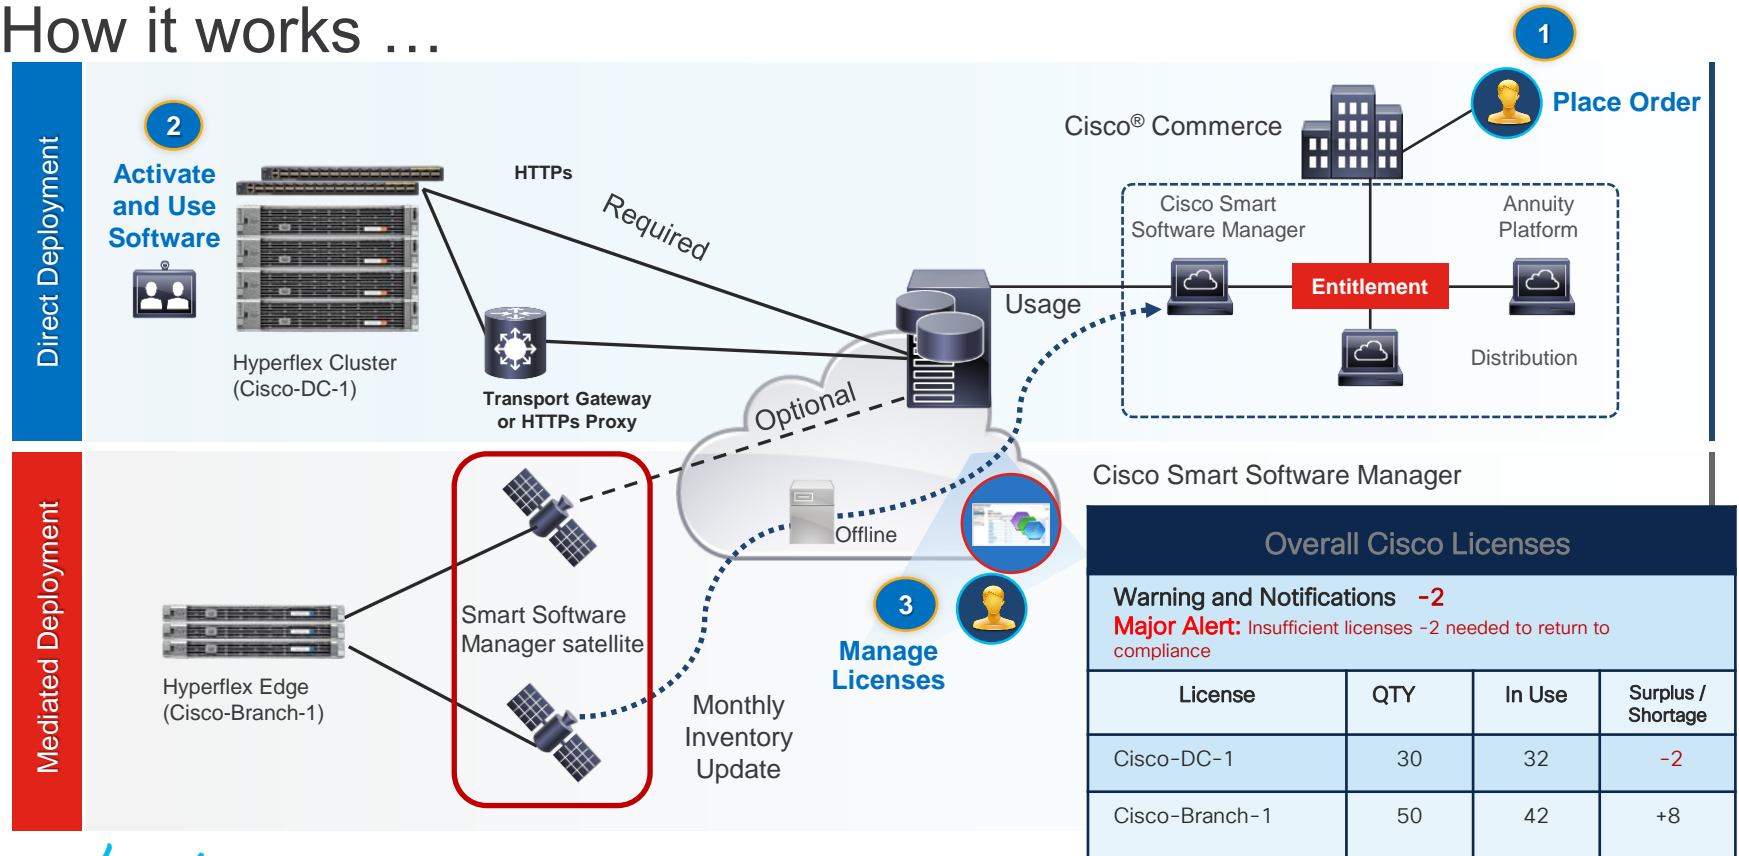 How it works …
1
Place Order
Cisco® Commerce
2
Activate
and Use
Software
Direct Deployment
HTTPs
Required
Cisco Smart
Software Manager
Annuity
Platform
Entitlement
Usage
Distribution
Hyperflex Cluster
(Cisco-DC-1)
Transport Gateway
or HTTPs Proxy
Optional
Mediated Deployment
Offline
Smart Software
Manager satellite
Hyperflex Edge
(Cisco-Branch-1)
3
Manage
Licenses
Monthly
Inventory
Update
Cisco Smart Software Manager
Overall Cisco Licenses
Warning and Notifications -2
Major Alert: Insufficient licenses -2 needed to return to
compliance
License QTY In Use Surplus /
Shortage
Cisco-DC-1 30 32 -2
Cisco-Branch-1 50 42 +8